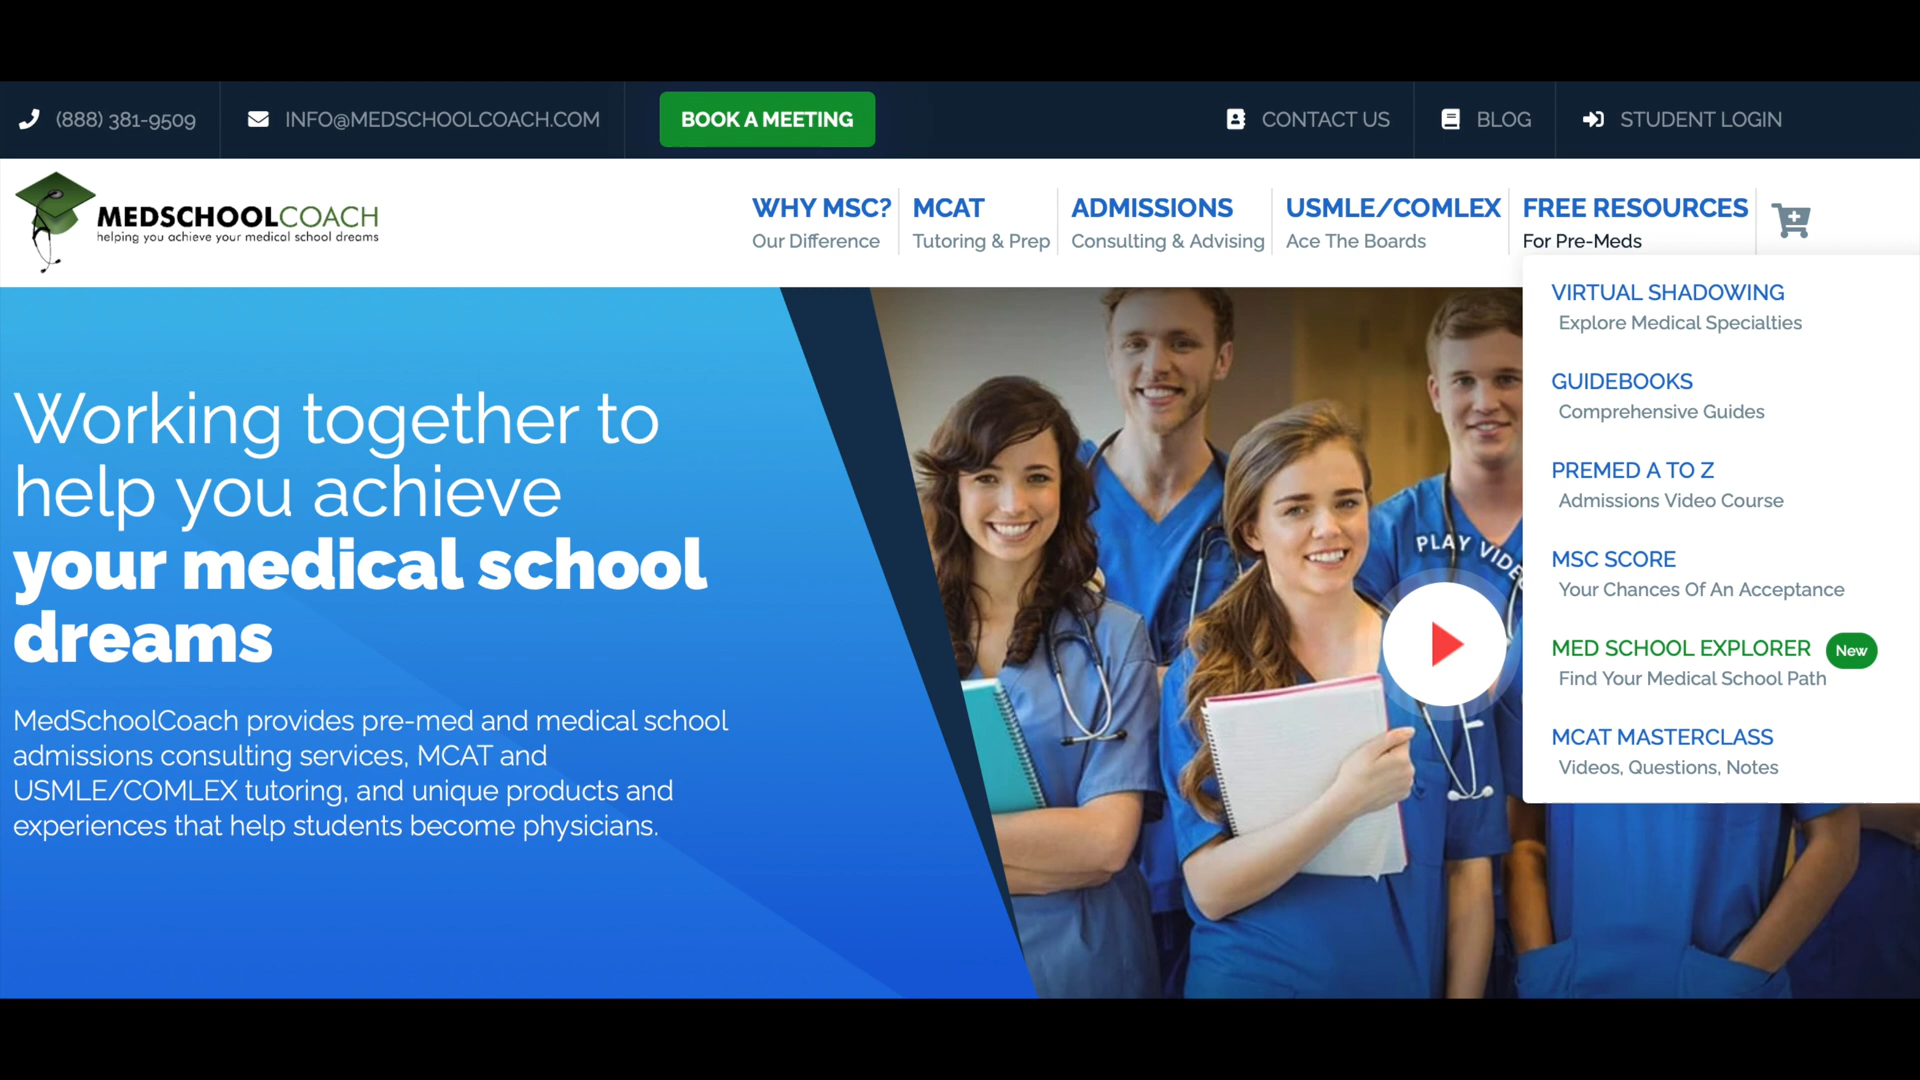 (888) 381-9509
INFO@MEDSCHOOLCOACH.COM
BOOK A MEETING
CONTACT US
BLOG
STUDENT LOGIN
MEDSCHOOLCOACH
helping you achieve your medical school dreams
WHY MSC?
Our Difference
MCAT
Tutoring & Prep
ADMISSIONS
Consulting & Advising
USMLE/COMLEX
Ace The Boards
FREE RESOURCES
For Pre-Meds
VIRTUAL SHADOWING
Explore Medical Specialties
GUIDEBOOKS
Comprehensive Guides
PREMED A TO Z
Admissions Video Course
MSC SCORE
Your Chances Of An Acceptance
MED SCHOOL EXPLORER New
Find Your Medical School Path
MCAT MASTERCLASS
Videos, Questions, Notes
Working together to
help you achieve
your medical school
dreams
MedSchoolCoach provides pre-med and medical school
admissions consulting services, MCAT and
USMLE/COMLEX tutoring, and unique products and
experiences that help students become physicians.
PLAY VIDE